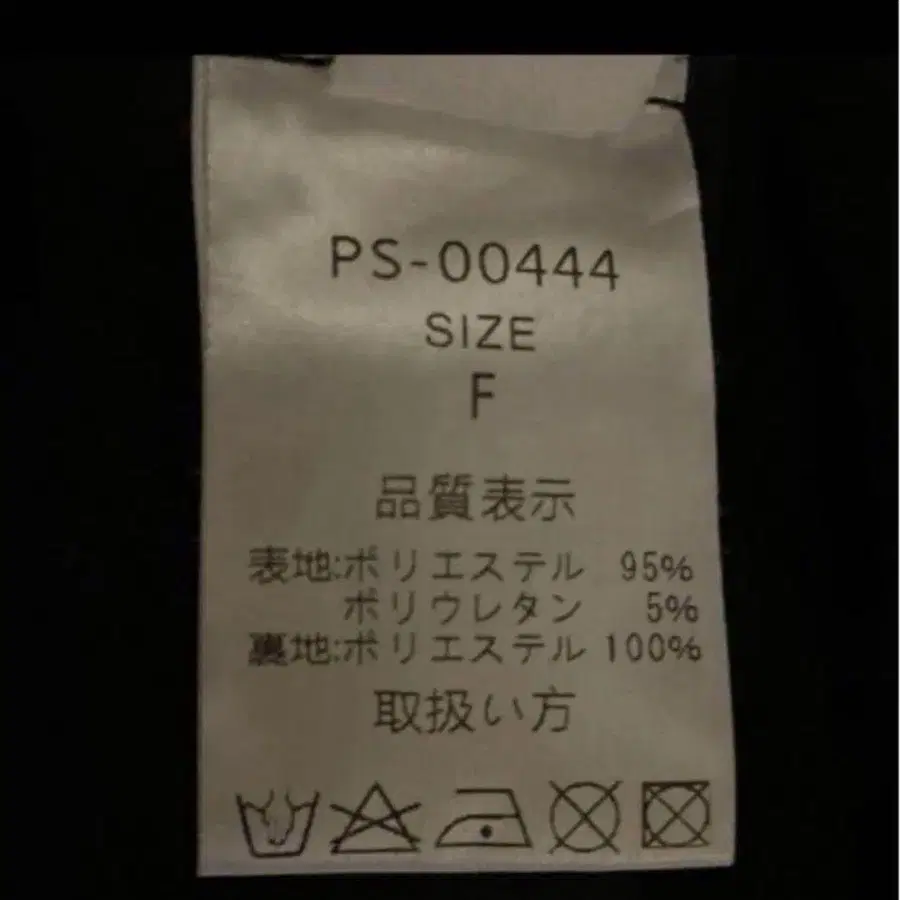 PS-00444
SIZE
F
品質表示
表地:ポリエステル 95%
ポリウレタン 5%
裏地:ポリエステル 100%
取扱い方